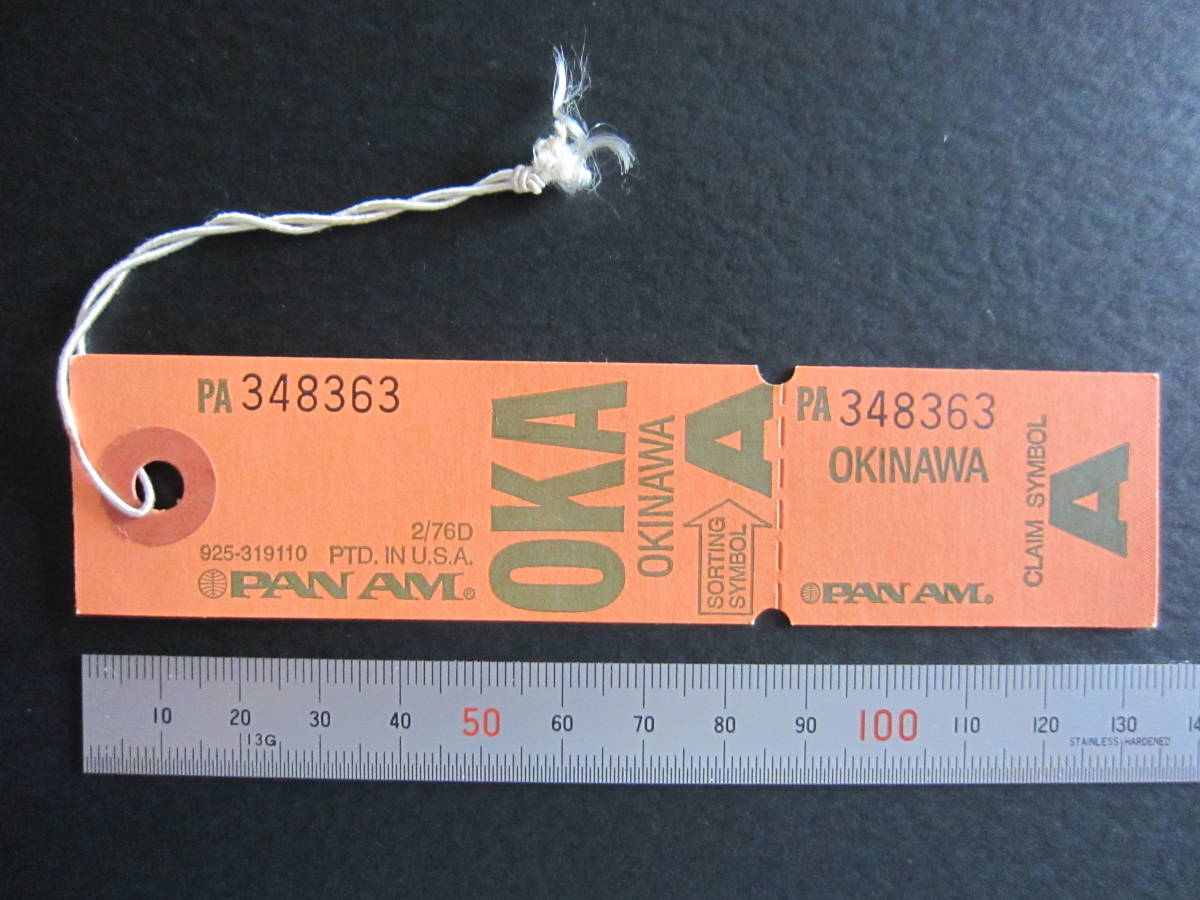 PA 348363
2/76D
925-319110 PTD. IN U.S.A.
PAN AM®
OKA
OKINAWA
A
SORTING
SYMBOL
PA 348363
OKINAWA
PAN AM®
CLAIM SYMBOL
A
10 20 30 40 50 60 70 80 90 100 110 120 130 14
13G
STAINLESS HARDENED